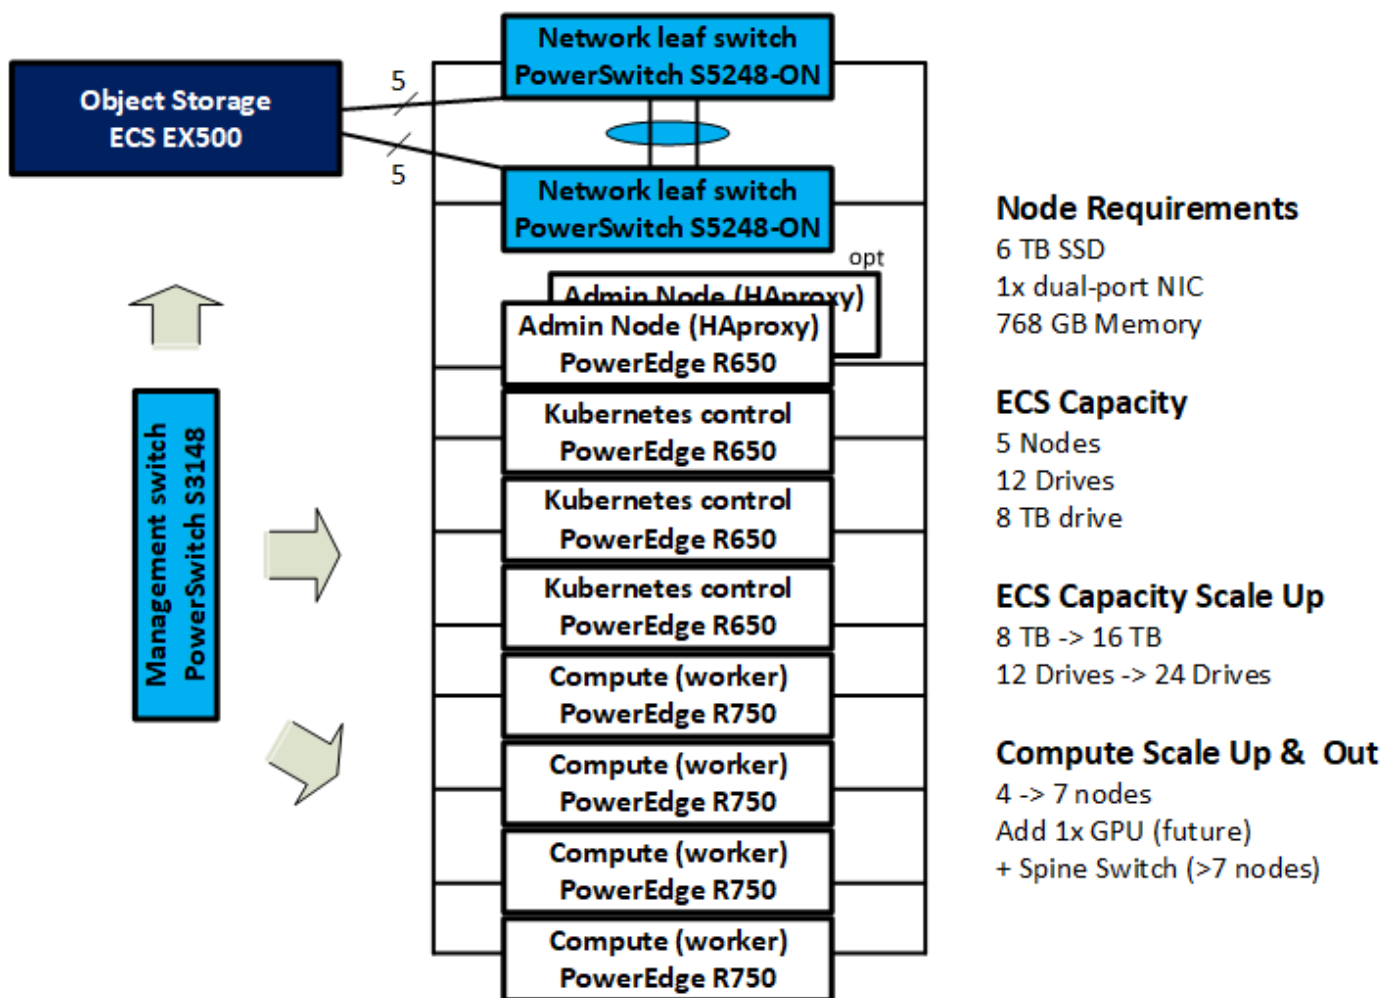 Network leaf switch
PowerSwitch S5248-ON
Object Storage
ECS EX500
5
5
Network leaf switch
PowerSwitch S5248-ON
opt
Admin Node (HAproxy)
Admin Node (HAproxy)
PowerEdge R650
Kubernetes control
PowerEdge R650
Kubernetes control
PowerEdge R650
Kubernetes control
PowerEdge R650
Compute (worker)
PowerEdge R750
Compute (worker)
PowerEdge R750
Compute (worker)
PowerEdge R750
Compute (worker)
PowerEdge R750
Management switch
PowerSwitch S3148
Node Requirements
6 TB SSD
1x dual-port NIC
768 GB Memory
ECS Capacity
5 Nodes
12 Drives
8 TB drive
ECS Capacity Scale Up
8 TB -> 16 TB
12 Drives -> 24 Drives
Compute Scale Up & Out
4 -> 7 nodes
Add 1x GPU (future)
+ Spine Switch (>7 nodes)